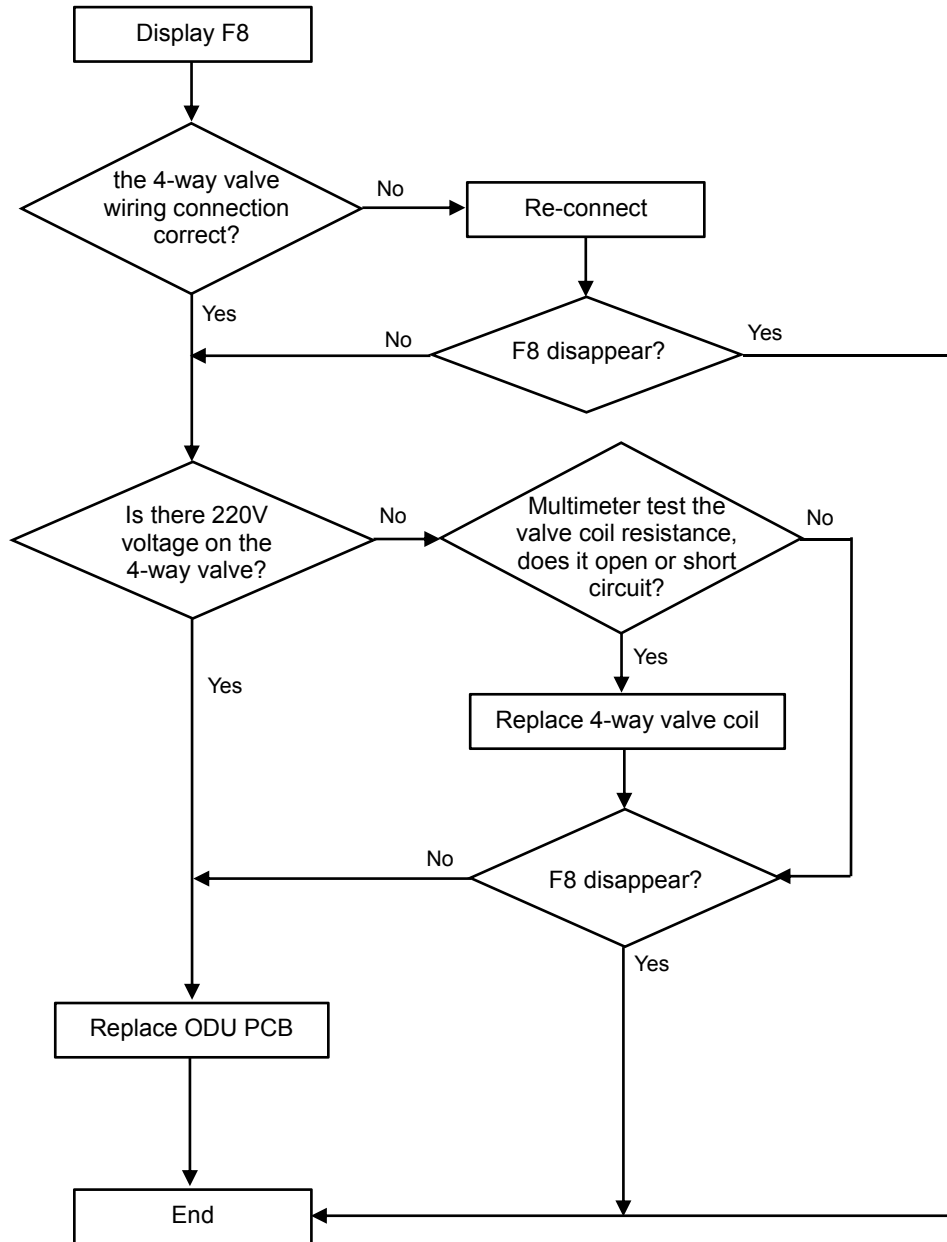 Display F8
the 4-way valve
wiring connection
correct?
No
Re-connect
Yes
No
F8 disappear?
Yes
Is there 220V
voltage on the
4-way valve?
No
Multimeter test the
valve coil resistance,
does it open or short
circuit?
No
Yes
Yes
Replace 4-way valve coil
No
F8 disappear?
Yes
Replace ODU PCB
End